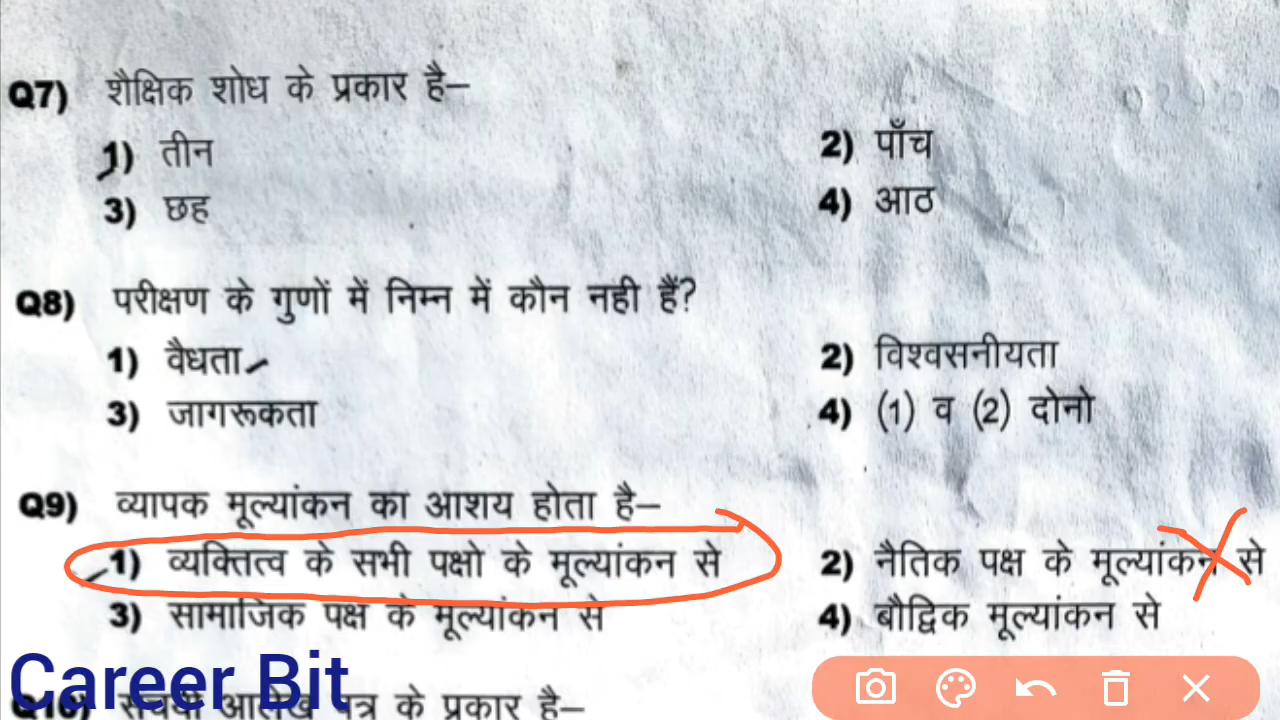 Q7) शैक्षिक शोध के प्रकार है–
1) तीन 2) पाँच
3) छह 4) आठ
Q8) परीक्षण के गुणों में निम्न में कौन नही हैं?
1) वैधता 2) विश्वसनीयता
3) जागरूकता 4) (1) व (2) दोनो
Q9) व्यापक मूल्यांकन का आशय होता है–
1) व्यक्तित्व के सभी पक्षो के मूल्यांकन से 2) नैतिक पक्ष के मूल्यांकन से
3) सामाजिक पक्ष के मूल्यांकन से 4) बौद्विक मूल्यांकन से
Career Bit
Q10) आलेख पत्र के प्रकार है–